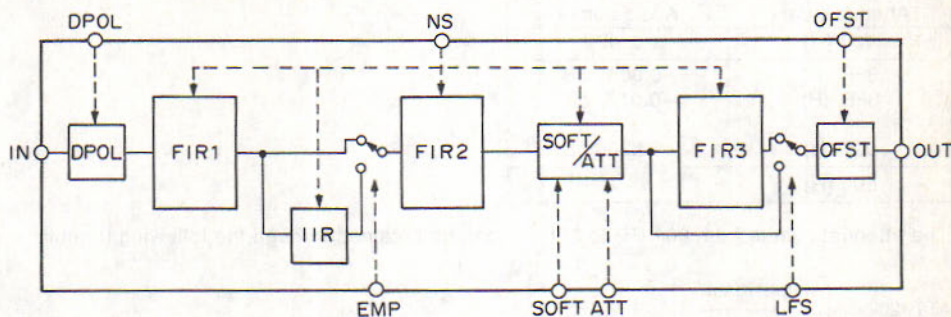 DPOL NS OFST
IN DPOL FIR1 FIR2 SOFT/ATT FIR3 OFST OUT
IIR
EMP SOFT ATT LFS